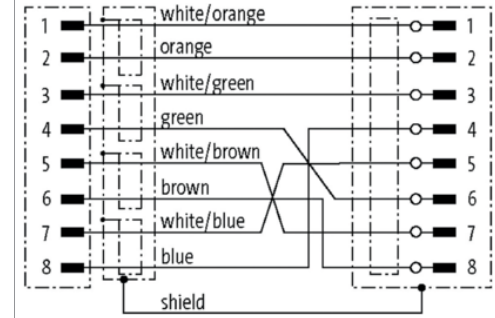 1 white/orange 1
2 orange 2
3 white/green 3
4 green 4
5 white/brown 5
6 brown 6
7 white/blue 7
8 blue 8
shield